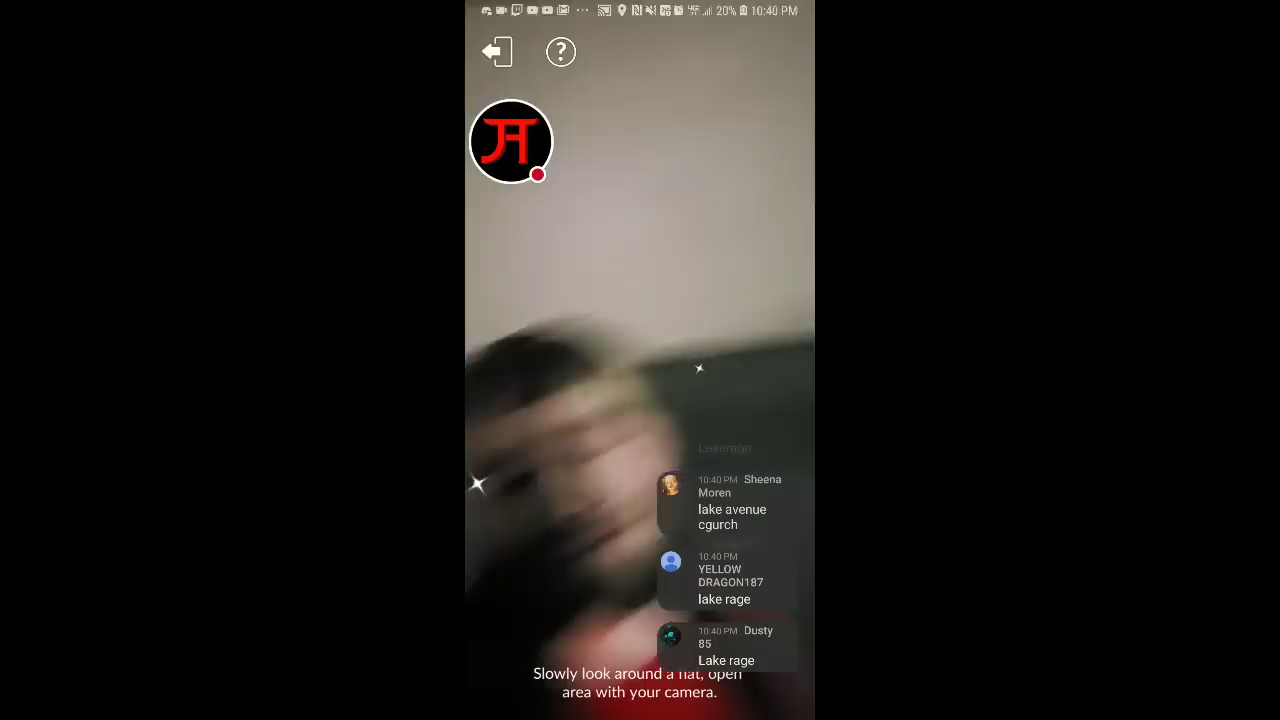 20% 10:40 PM
?
Lakerage
10:40 PM Sheena
Moren
lake avenue
cgurch
10:40 PM
YELLOW
DRAGON187
lake rage
10:40 PM Dusty
85
Lake rage
Slowly look around a flat, open
area with your camera.